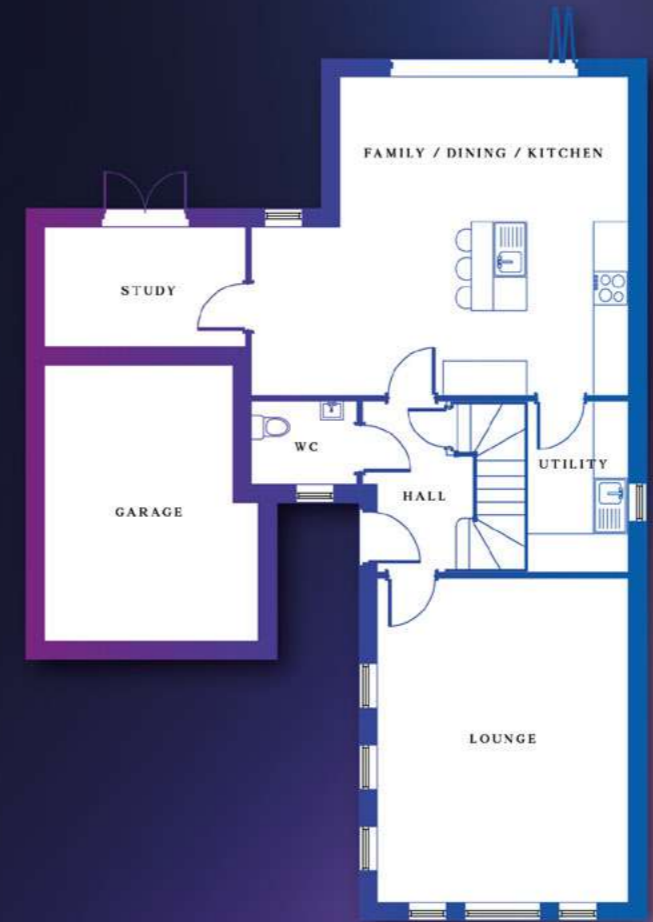 FAMILY / DINING / KITCHEN
STUDY
WC
UTILITY
HALL
GARAGE
LOUNGE